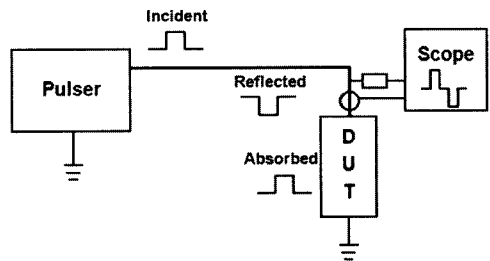 Incident
Pulser
Scope
Reflected
Absorbed
D
U
T